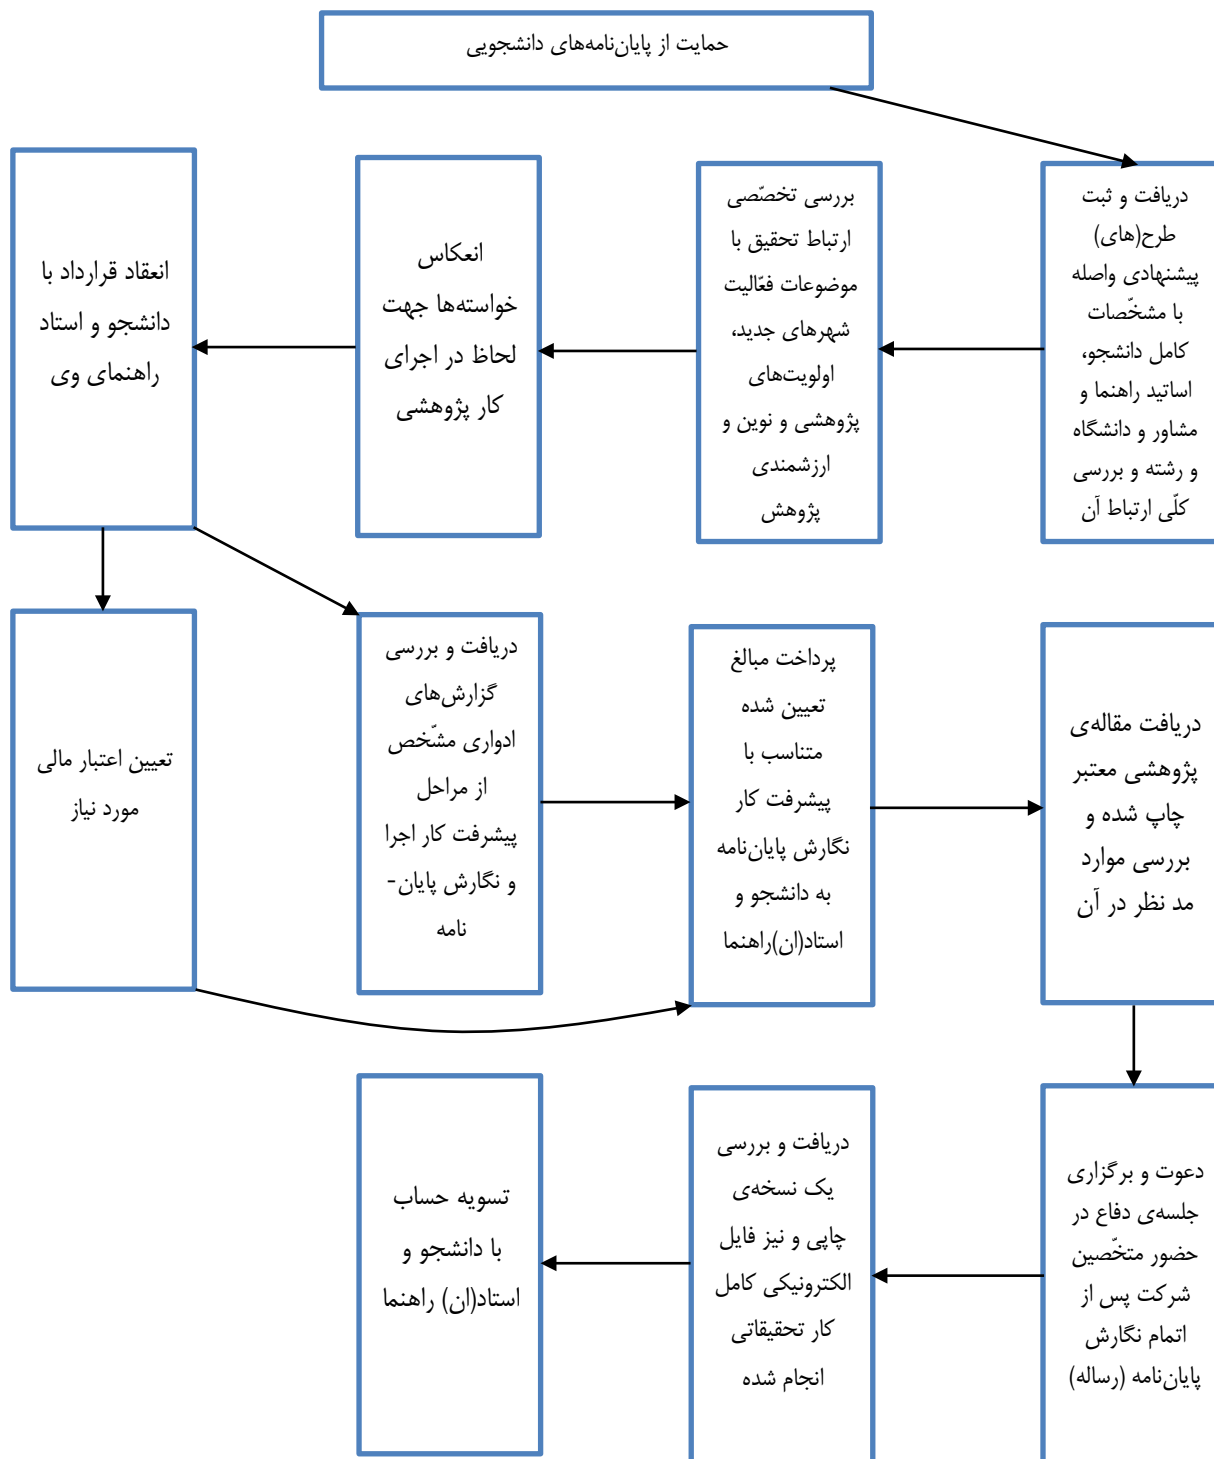 حمایت از پایان‌نامه‌های دانشجویی
دریافت و ثبت
طرح(های)
پیشنهادی واصله
با مشخّصات
کامل دانشجو،
اساتید راهنما و
مشاور و دانشگاه
و رشته و بررسی
کلّی ارتباط آن
بررسی تخصّصی
ارتباط تحقیق با
موضوعات فعّالیت
شهرهای جدید،
اولویت‌های
پژوهشی و نوین و
ارزشمندی
پژوهش
انعکاس
خواسته‌ها جهت
لحاظ در اجرای
کار پژوهشی
انعقاد قرارداد با
دانشجو و استاد
راهنمای وی
تعیین اعتبار مالی
مورد نیاز
دریافت و بررسی
گزارش‌های
ادواری مشّخص
از مراحل
پیشرفت کار اجرا
و نگارش پایان-
نامه
پرداخت مبالغ
تعیین شده
متناسب با
پیشرفت کار
نگارش پایان‌نامه
به دانشجو و
استاد(ان)راهنما
دریافت مقاله‌ی
پژوهشی معتبر
چاپ شده و
بررسی موارد
مد نظر در آن
دعوت و برگزاری
جلسه‌ی دفاع در
حضور متخّصین
شرکت پس از
اتمام نگارش
پایان‌نامه (رساله)
دریافت و بررسی
یک نسخه‌ی
چاپی و نیز فایل
الکترونیکی کامل
کار تحقیقاتی
انجام شده
تسویه حساب
با دانشجو و
استاد(ان) راهنما